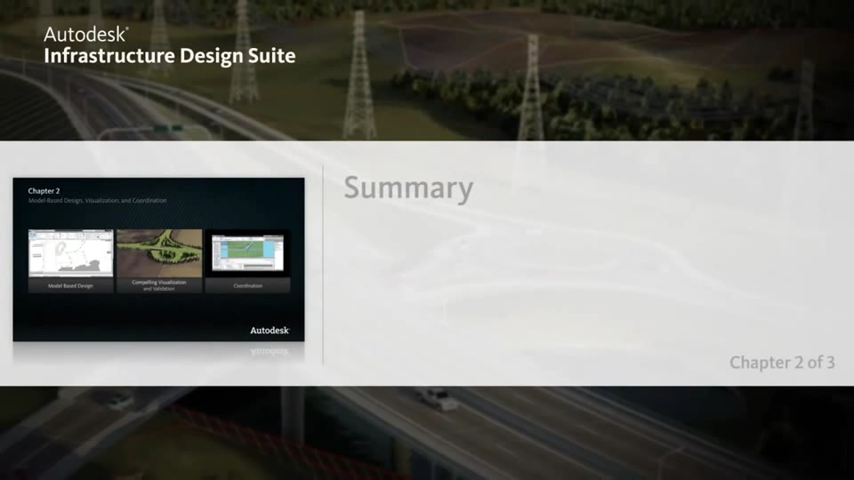 Autodesk®
Infrastructure Design Suite
Chapter 2
Model-Based Design, Visualization, and Coordination
Summary
Model Based Design
Compelling Visualization
and Validation
Coordination
Autodesk
Chapter 2 of 3